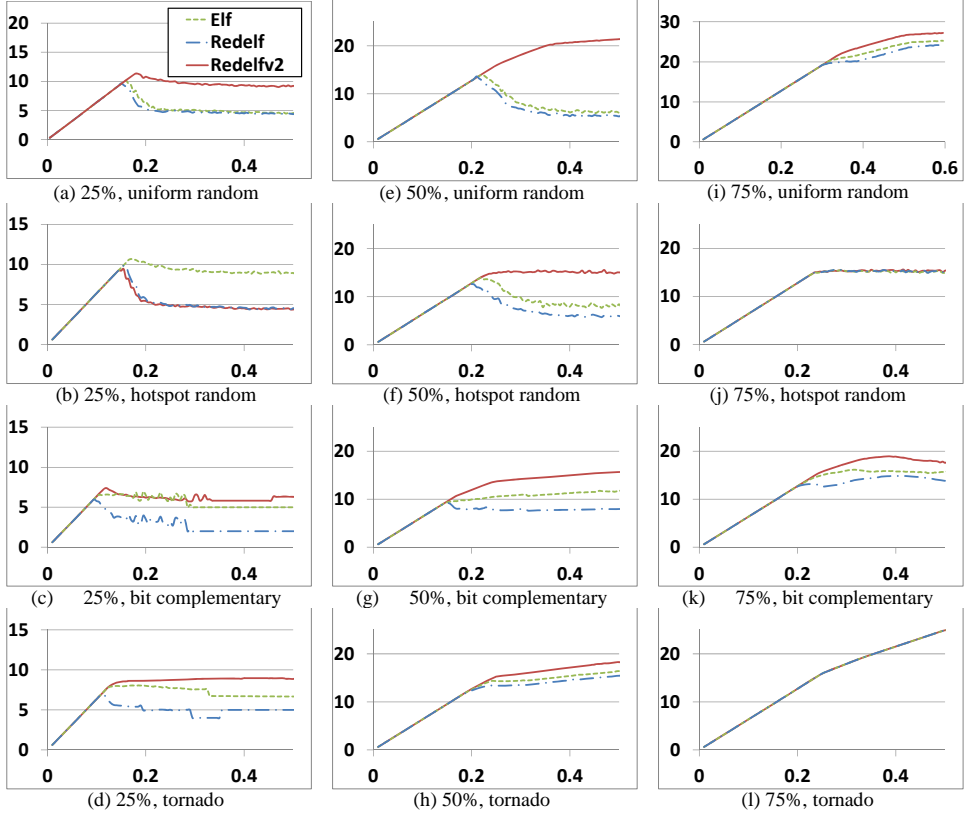 20
15
10
5
0
0 0.2 0.4
Elf
Redelf
Redelfv2
(a) 25%, uniform random
20
10
0
0 0.2 0.4
(e) 50%, uniform random
30
20
10
0
0 0.2 0.4 0.6
(i) 75%, uniform random
15
10
5
0
0 0.2 0.4
(b) 25%, hotspot random
20
10
0
0 0.2 0.4
(f) 50%, hotspot random
20
10
0
0 0.2 0.4
(j) 75%, hotspot random
15
10
5
0
0 0.2 0.4
(c) 25%, bit complementary
20
10
0
0 0.2 0.4
(g) 50%, bit complementary
20
10
0
0 0.2 0.4
(k) 75%, bit complementary
15
10
5
0
0 0.2 0.4
(d) 25%, tornado
20
10
0
0 0.2 0.4
(h) 50%, tornado
20
10
0
0 0.2 0.4
(l) 75%, tornado